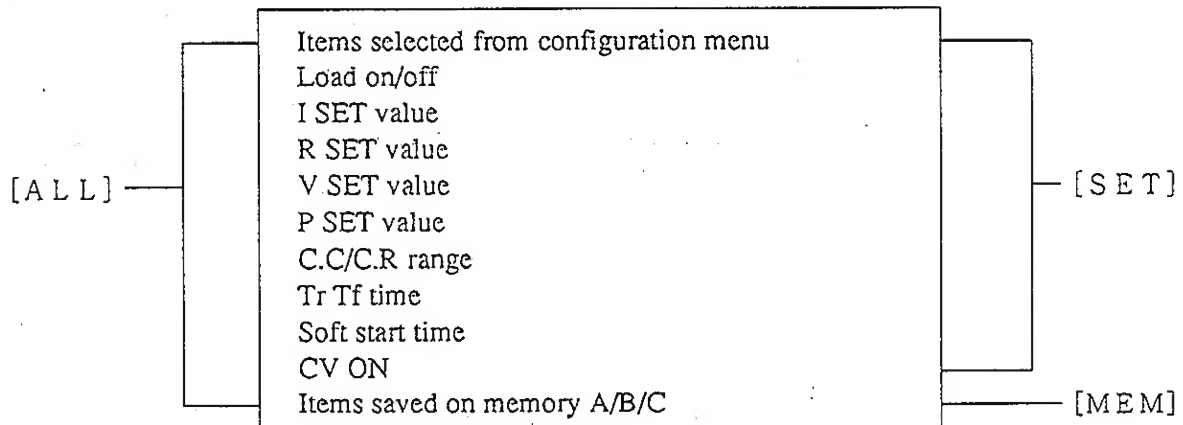 Items selected from configuration menu
Load on/off
I SET value
R SET value
[ALL]
V SET value
[SET]
P SET value
C.C/C.R range
Tr Tf time
Soft start time
CV ON
Items saved on memory A/B/C
[MEM]